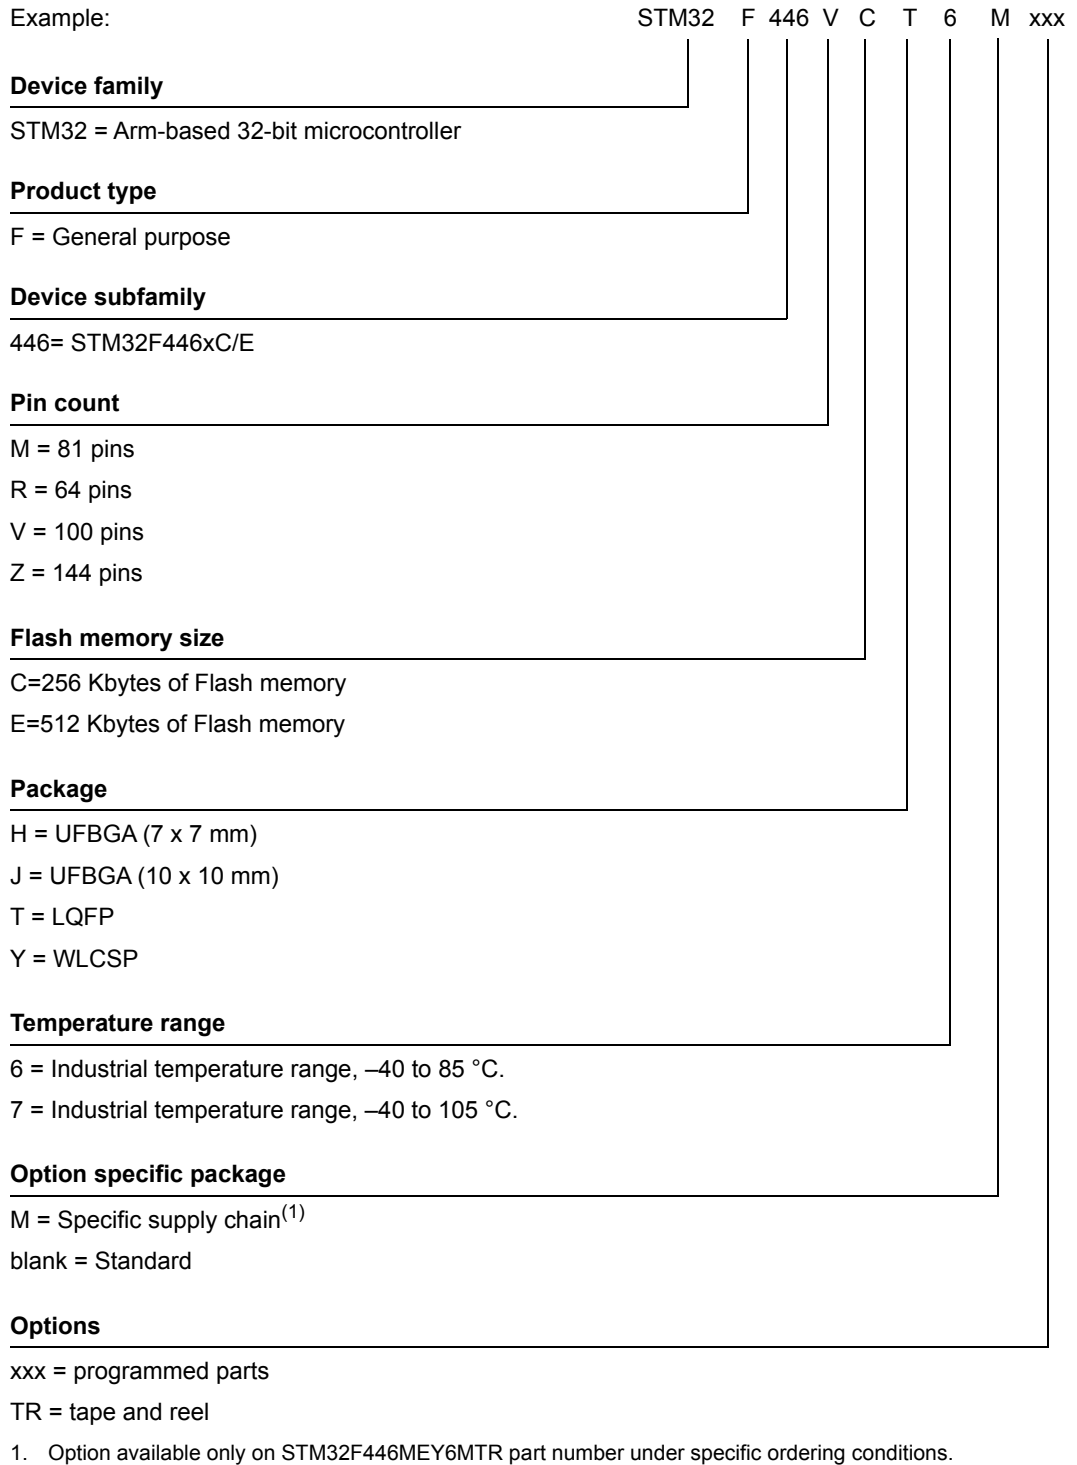 Example: STM32 F 446 V C T 6 M xxx
Device family
STM32 = Arm-based 32-bit microcontroller
Product type
F = General purpose
Device subfamily
446= STM32F446xC/E
Pin count
M = 81 pins
R = 64 pins
V = 100 pins
Z = 144 pins
Flash memory size
C=256 Kbytes of Flash memory
E=512 Kbytes of Flash memory
Package
H = UFBGA (7 x 7 mm)
J = UFBGA (10 x 10 mm)
T = LQFP
Y = WLCSP
Temperature range
6 = Industrial temperature range, –40 to 85 °C.
7 = Industrial temperature range, –40 to 105 °C.
Option specific package
M = Specific supply chain(1)
blank = Standard
Options
xxx = programmed parts
TR = tape and reel
1. Option available only on STM32F446MEY6MTR part number under specific ordering conditions.